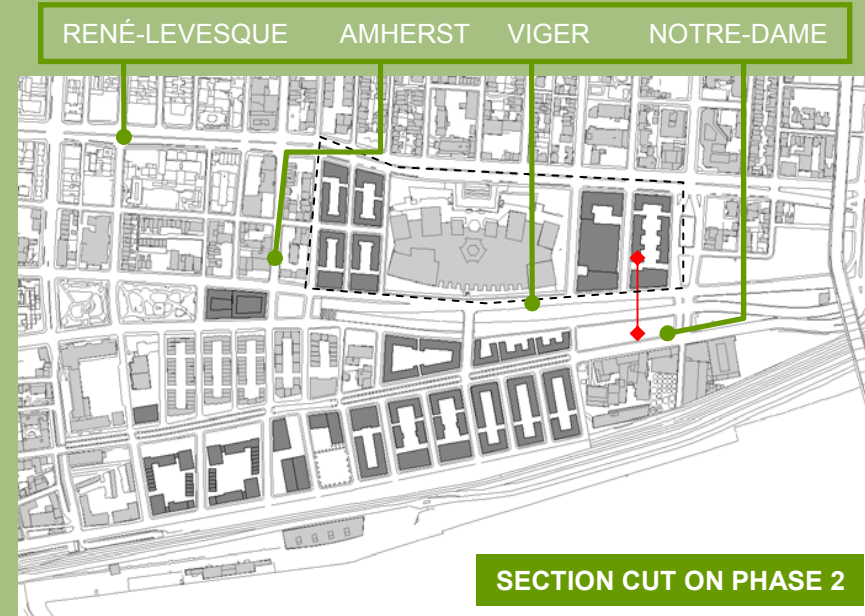 RENÉ-LEVESQUE AMHERST VIGER NOTRE-DAME
SECTION CUT ON PHASE 2